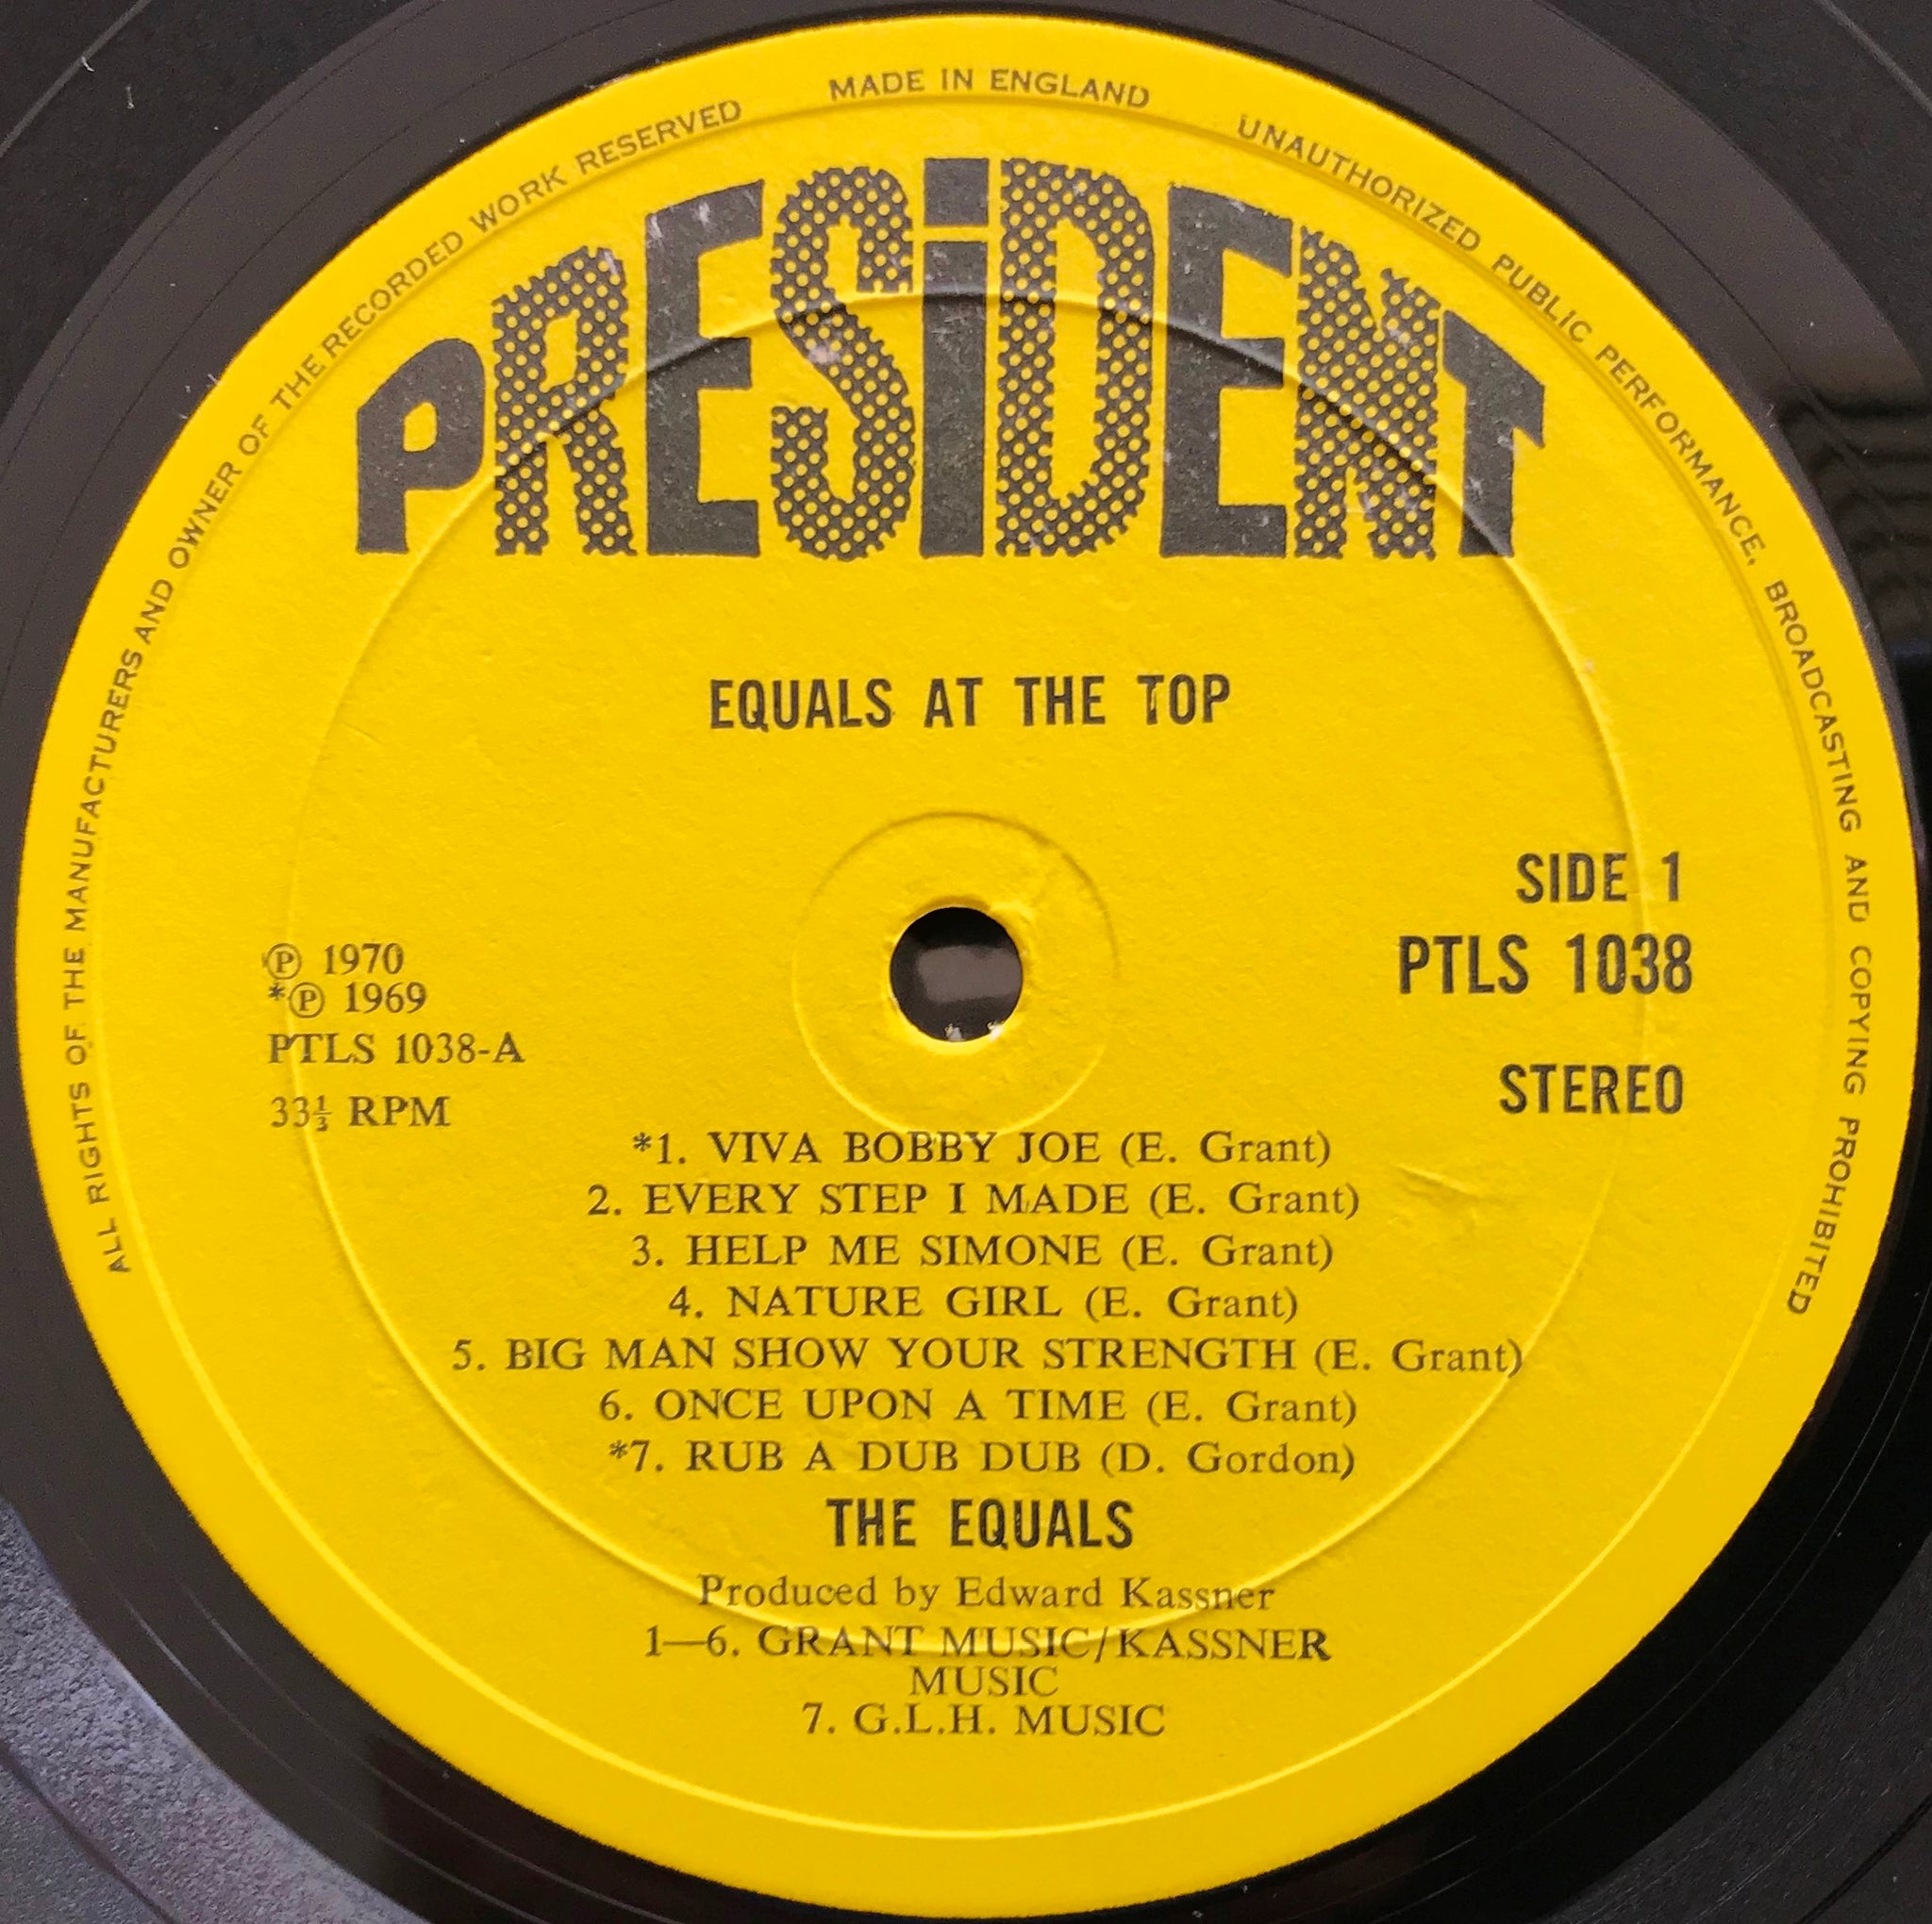 ALL RIGHTS OF THE MANUFACTURERS AND OWNER OF THE RECORDED WORK RESERVED
MADE IN ENGLAND
UNAUTHORIZED PUBLIC PERFORMANCE, BROADCASTING AND COPYING PROHIBITED
PRESiDENT
EQUALS AT THE TOP
SIDE 1
PTLS 1038
STEREO
Ⓟ 1970
*Ⓟ 1969
PTLS 1038-A
33⅓ RPM
*1. VIVA BOBBY JOE (E. Grant)
2. EVERY STEP I MADE (E. Grant)
3. HELP ME SIMONE (E. Grant)
4. NATURE GIRL (E. Grant)
5. BIG MAN SHOW YOUR STRENGTH (E. Grant)
6. ONCE UPON A TIME (E. Grant)
*7. RUB A DUB DUB (D. Gordon)
THE EQUALS
Produced by Edward Kassner
1—6. GRANT MUSIC/KASSNER
MUSIC
7. G.L.H. MUSIC